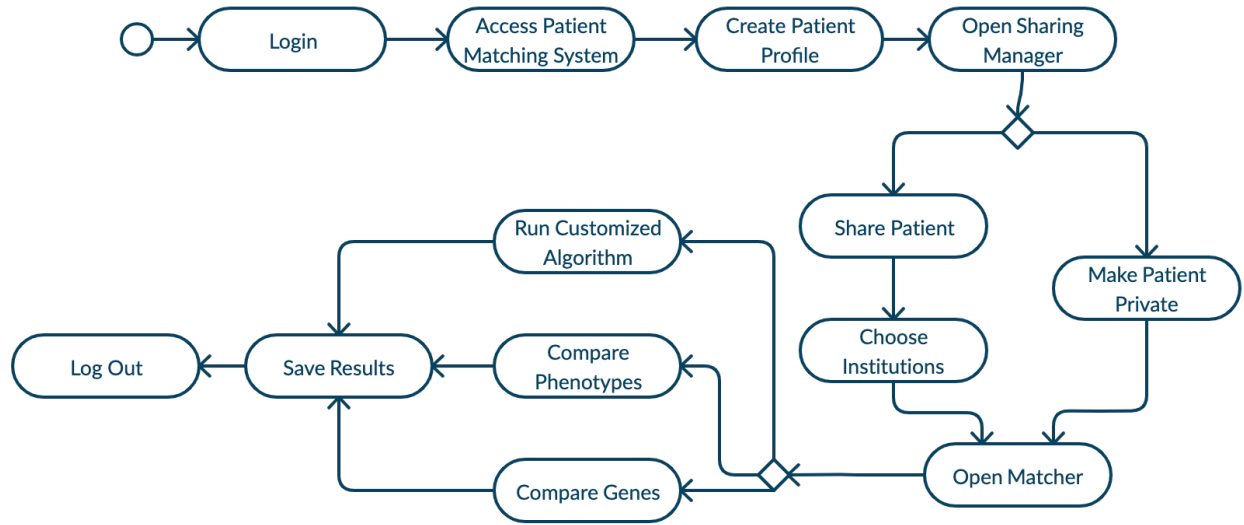 Login
Access Patient
Matching System
Create Patient
Profile
Open Sharing
Manager
Share Patient
Make Patient
Private
Choose
Institutions
Open Matcher
Run Customized
Algorithm
Compare
Phenotypes
Compare Genes
Save Results
Log Out